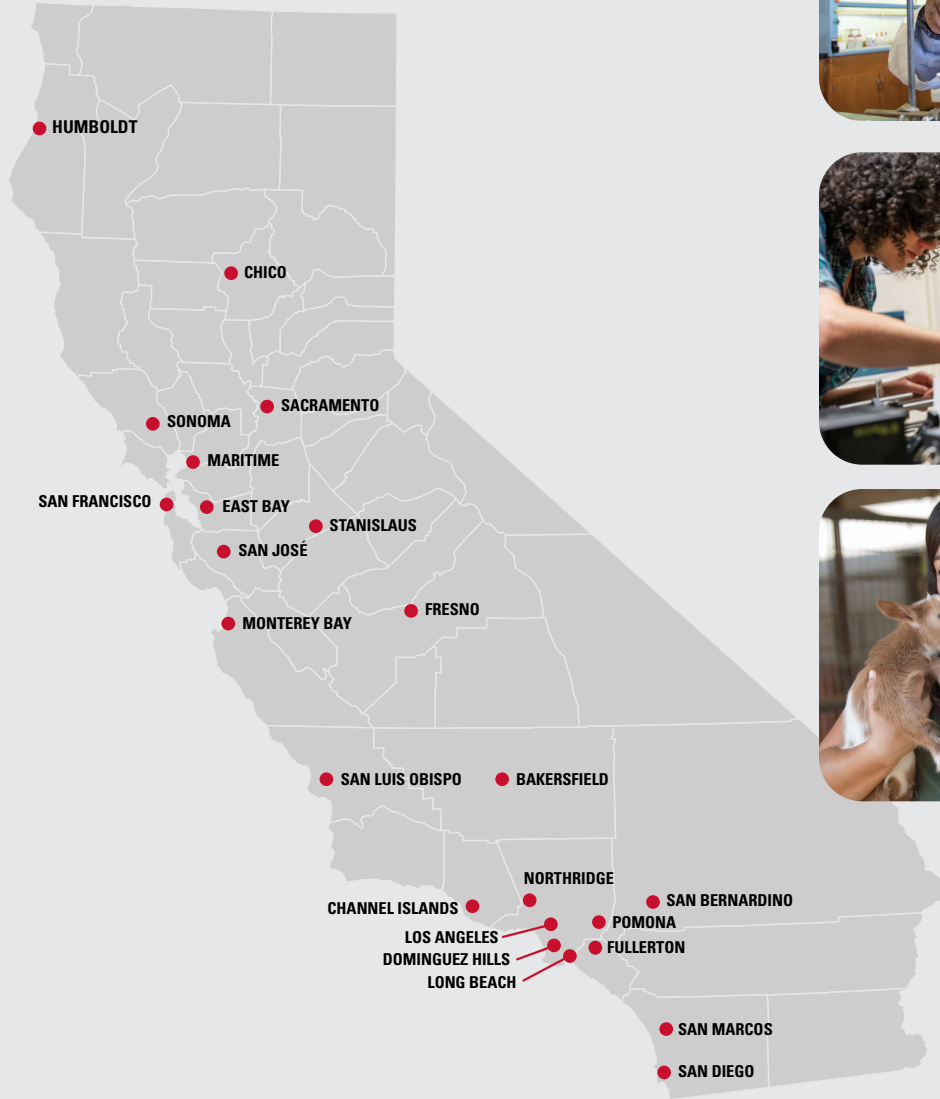 HUMBOLDT
CHICO
SACRAMENTO
SONOMA
MARITIME
SAN FRANCISCO
EAST BAY
STANISLAUS
SAN JOSÉ
FRESNO
MONTEREY BAY
SAN LUIS OBISPO
BAKERSFIELD
NORTHRIDGE
SAN BERNARDINO
CHANNEL ISLANDS
POMONA
LOS ANGELES
FULLERTON
DOMINGUEZ HILLS
LONG BEACH
SAN MARCOS
SAN DIEGO